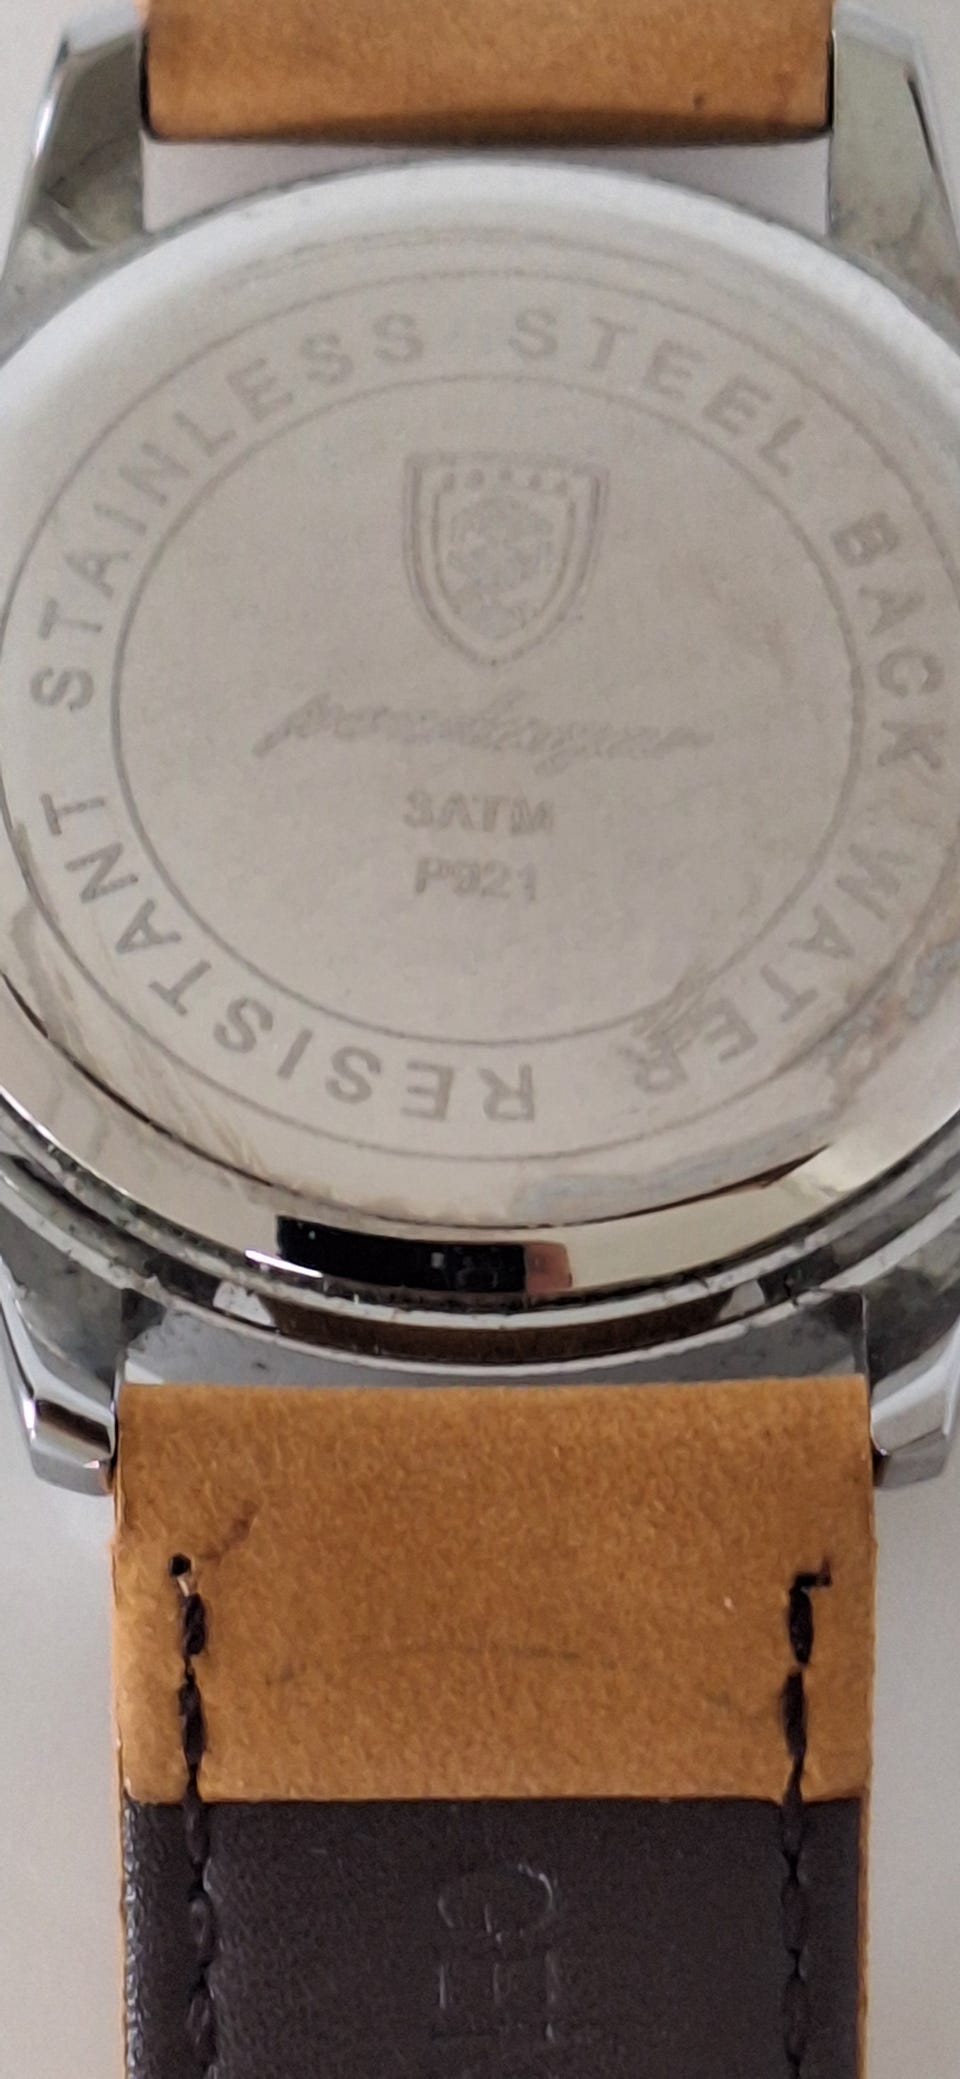 STAINLESS STEEL BACK
WATER RESISTANT
3ATM
P921